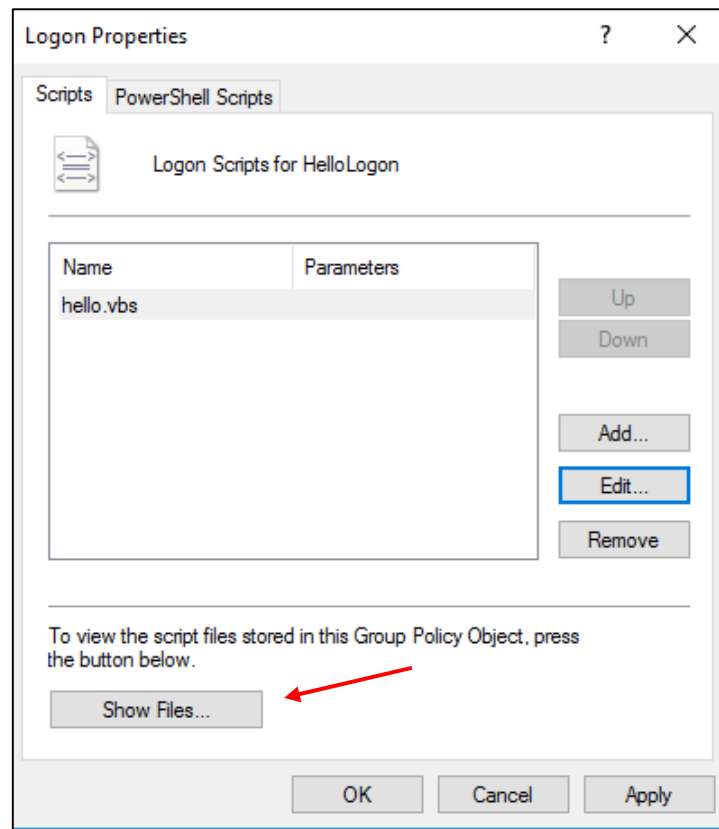 Logon Properties
?
Scripts
PowerShell Scripts
Logon Scripts for HelloLogon
Name Parameters
hello.vbs
Up
Down
Add...
Edit...
Remove
To view the script files stored in this Group Policy Object, press
the button below.
Show Files...
OK Cancel Apply